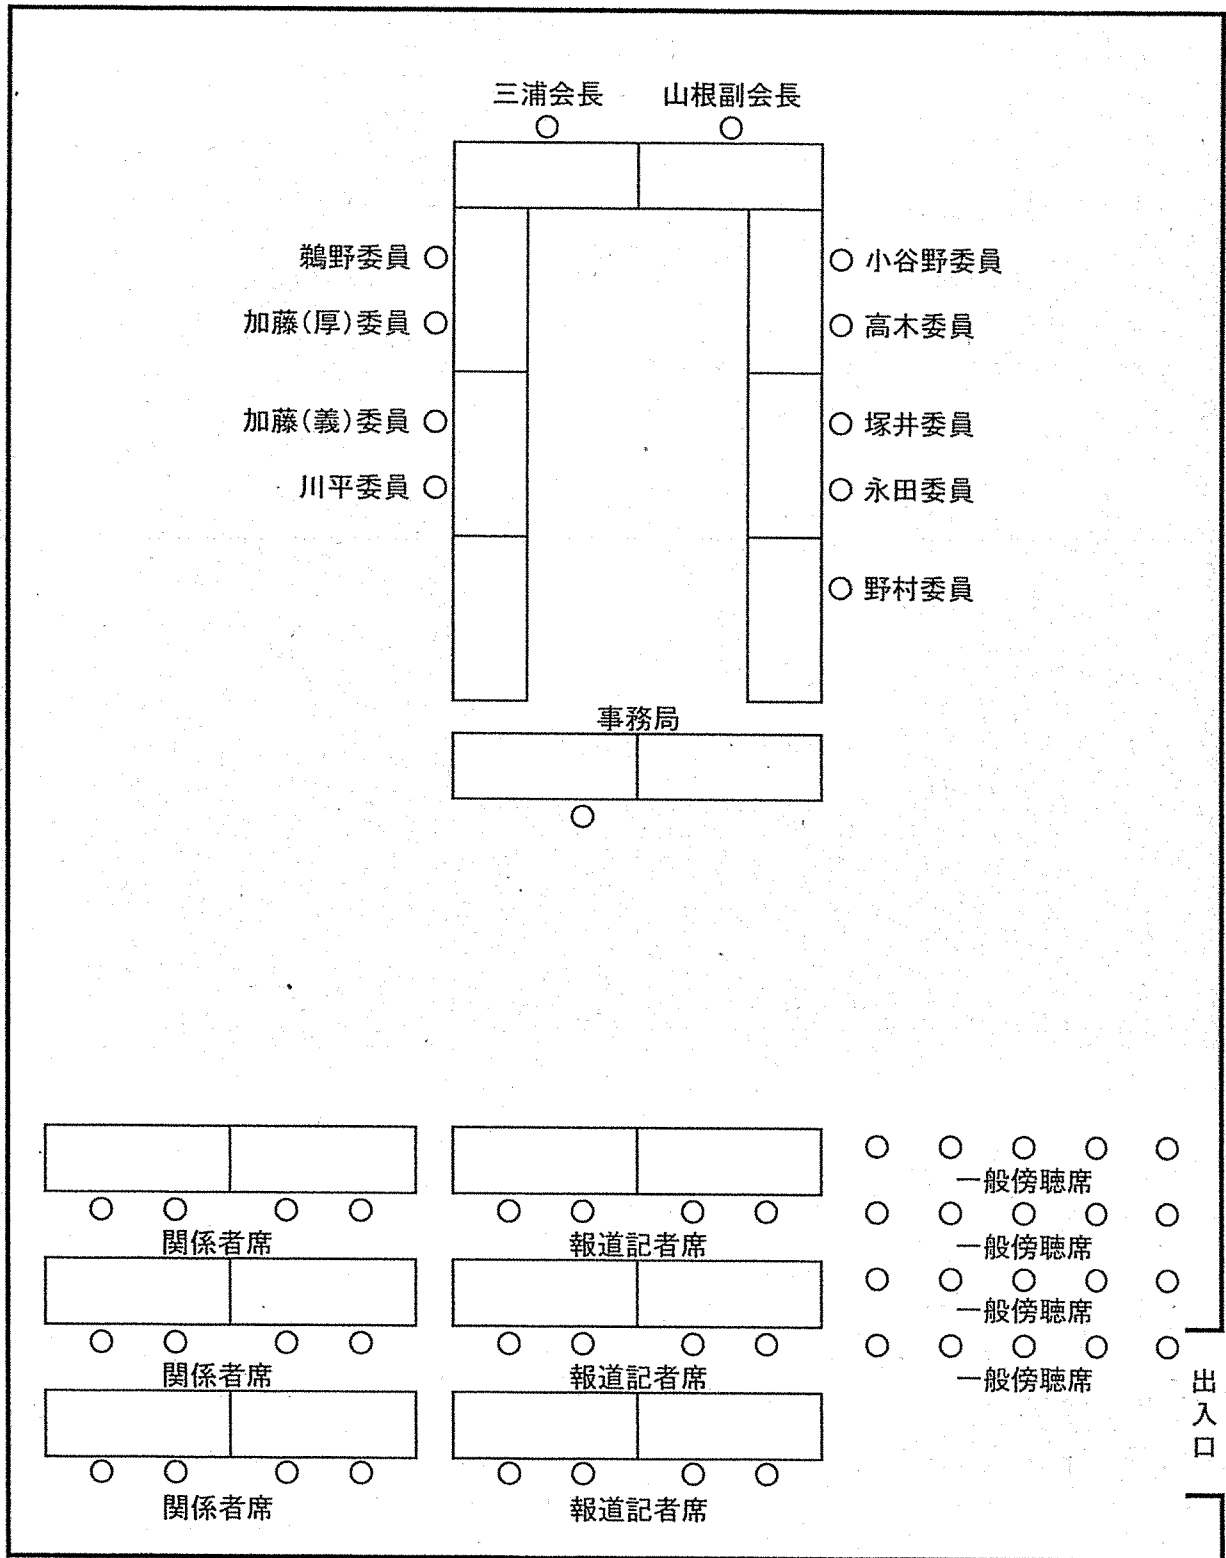 三浦会長 山根副会長
鵜野委員 ○ ○ 小谷野委員
加藤(厚)委員 ○ ○ 高木委員
加藤(義)委員 ○ ○ 塚井委員
川平委員 ○ ○ 永田委員
○ 野村委員
事務局
一般傍聴席
関係者席 報道記者席 一般傍聴席
一般傍聴席
関係者席 報道記者席 一般傍聴席
出入口
関係者席 報道記者席